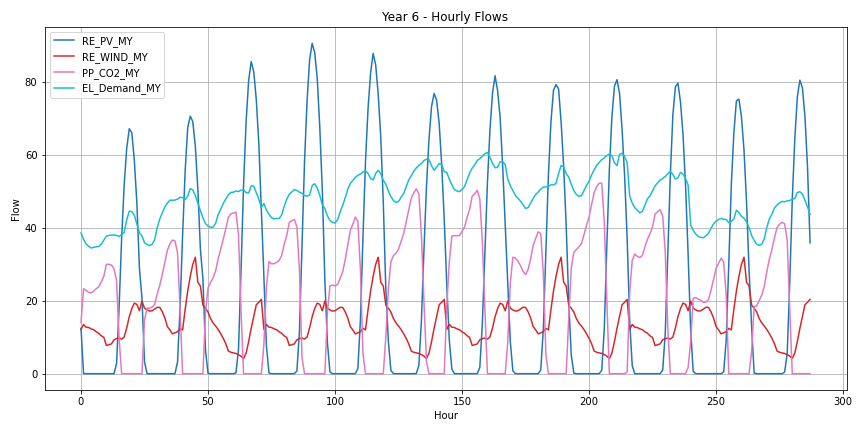 Year 6 - Hourly Flows
RE_PV_MY
RE_WIND_MY
PP_CO2_MY
EL_Demand_MY
80
60
40
20
0
Flow
0 50 100 150 200 250 300
Hour